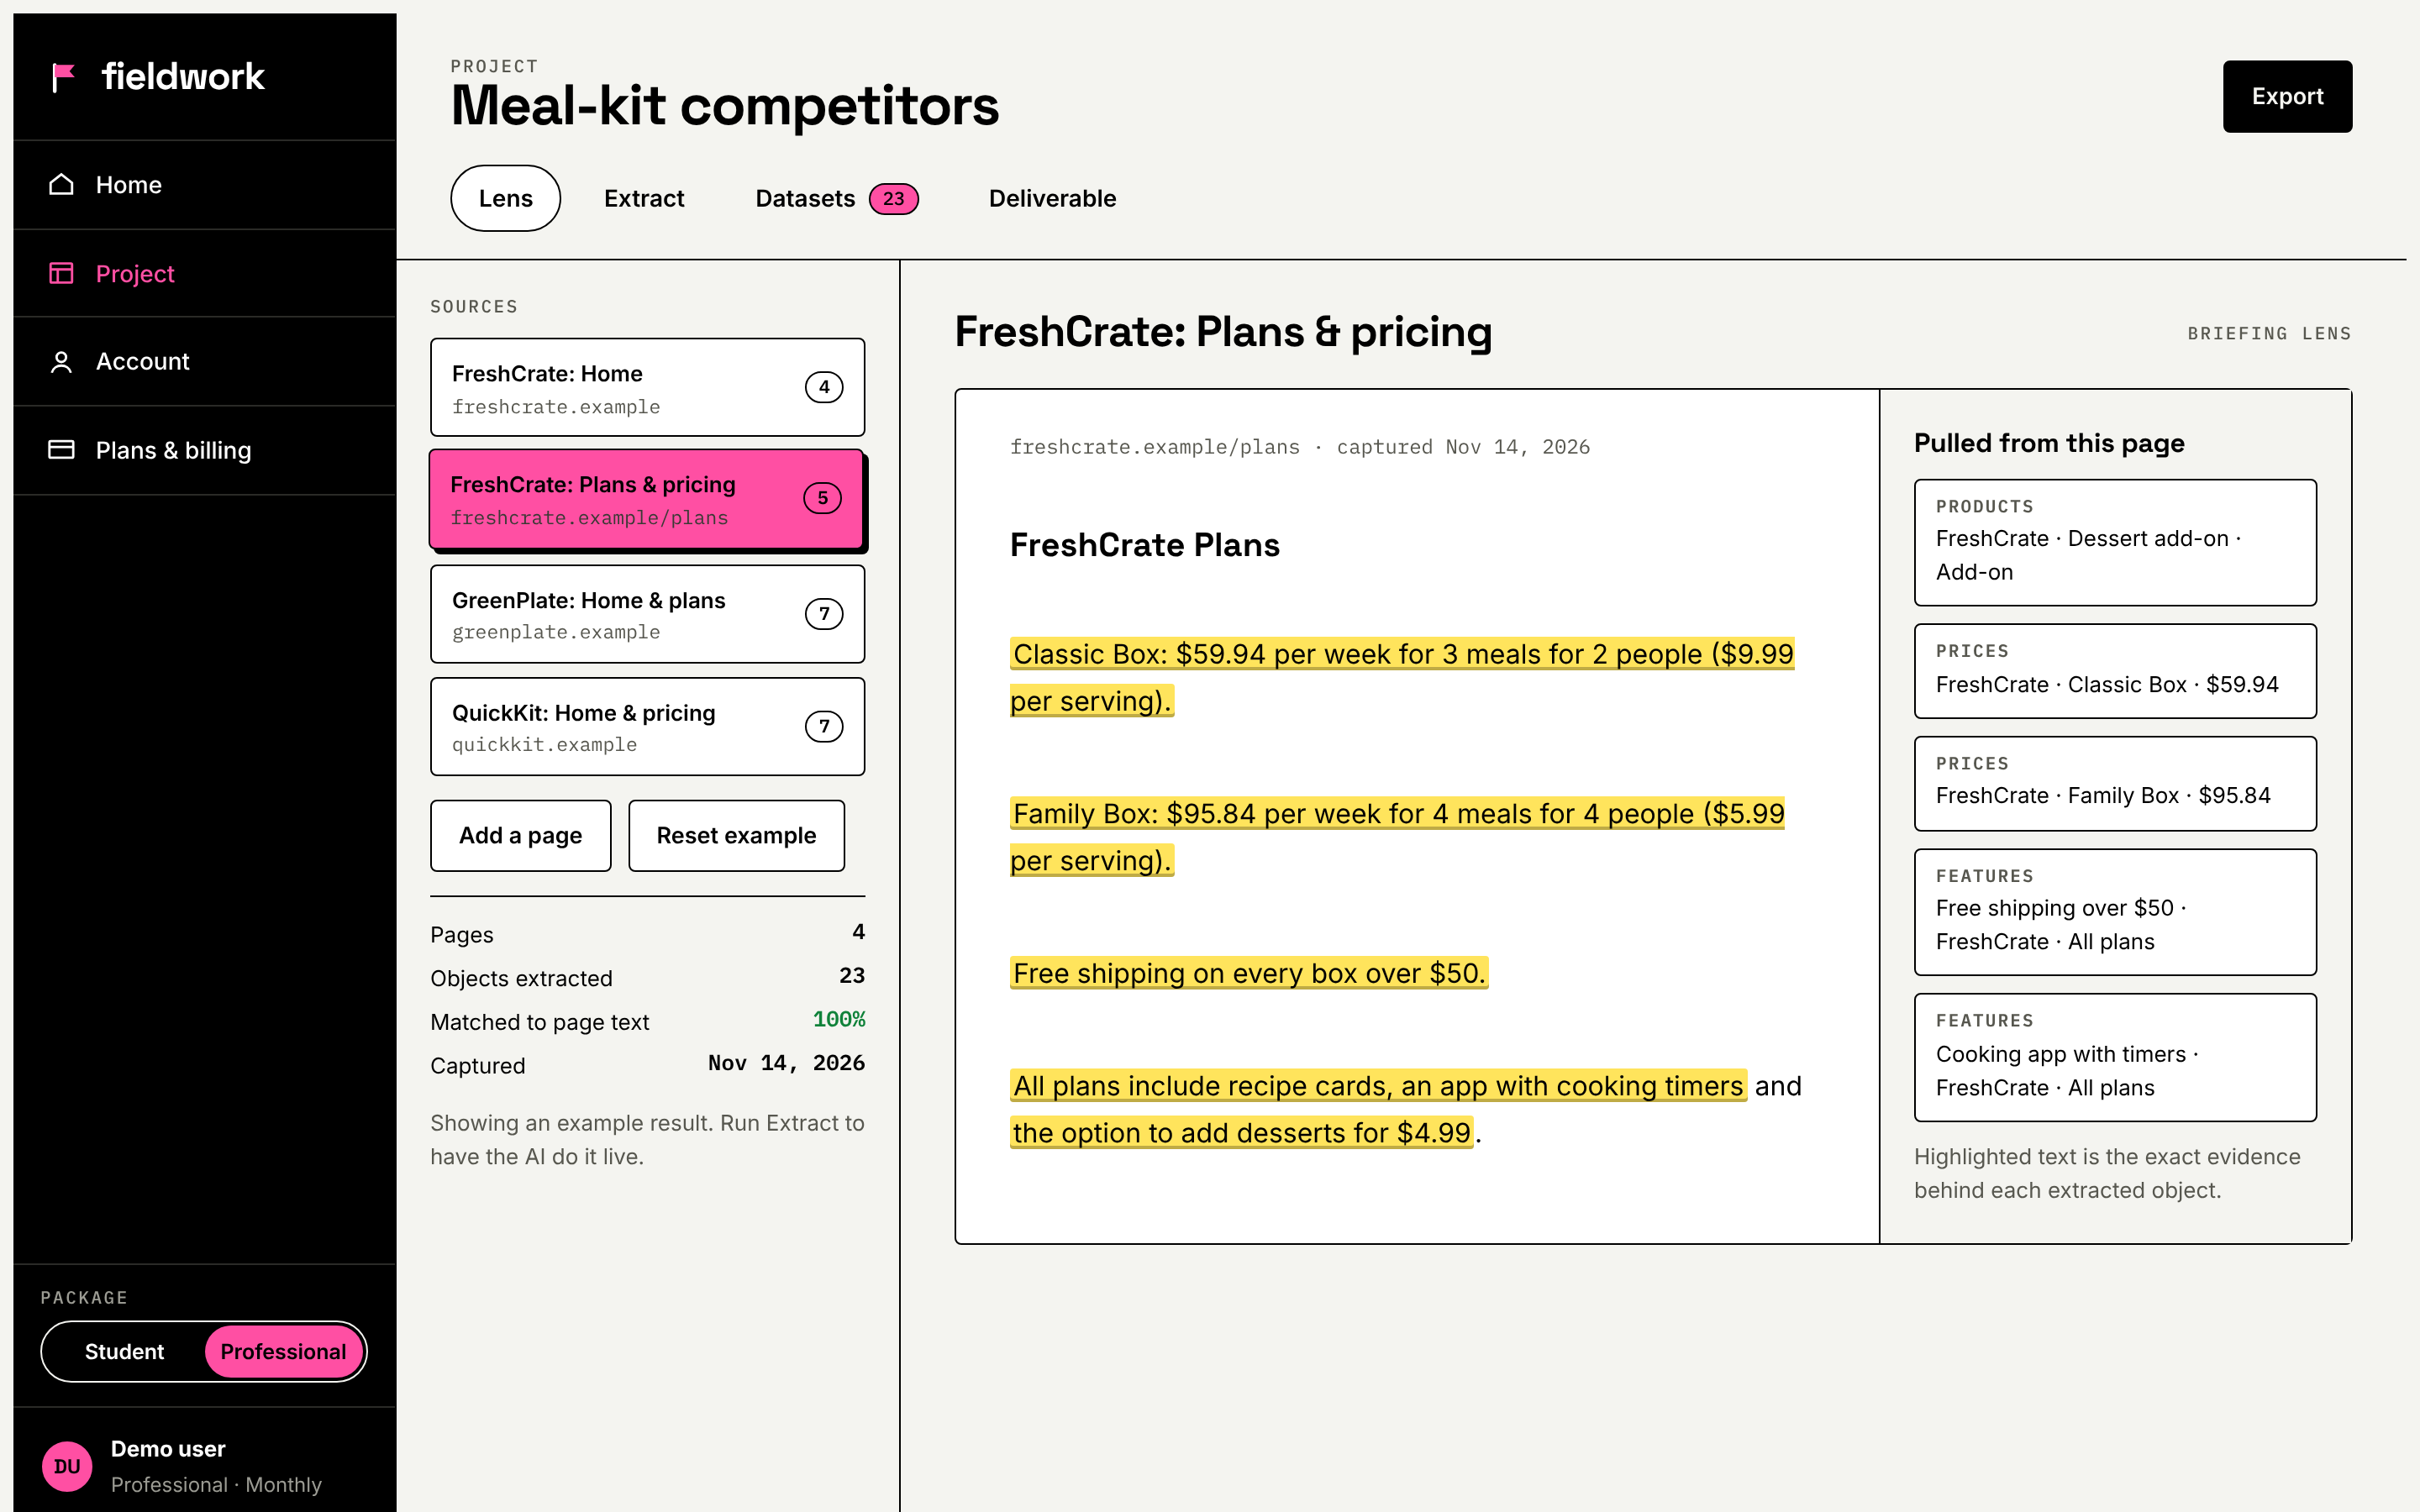 fieldwork
Home
Project
Account
Plans & billing
PACKAGE
Student
Professional
DU
Demo user
Professional · Monthly
PROJECT
Meal-kit competitors
Export
Lens
Extract
Datasets 23
Deliverable
SOURCES
FreshCrate: Home
freshcrate.example
4
FreshCrate: Plans & pricing
freshcrate.example/plans
5
GreenPlate: Home & plans
greenplate.example
7
QuickKit: Home & pricing
quickkit.example
7
Add a page
Reset example
Pages 4
Objects extracted 23
Matched to page text 100%
Captured Nov 14, 2026
Showing an example result. Run Extract to
have the AI do it live.
FreshCrate: Plans & pricing
BRIEFING LENS
freshcrate.example/plans · captured Nov 14, 2026
FreshCrate Plans
Classic Box: $59.94 per week for 3 meals for 2 people ($9.99
per serving).
Family Box: $95.84 per week for 4 meals for 4 people ($5.99
per serving).
Free shipping on every box over $50.
All plans include recipe cards, an app with cooking timers and
the option to add desserts for $4.99.
Pulled from this page
PRODUCTS
FreshCrate · Dessert add-on ·
Add-on
PRICES
FreshCrate · Classic Box · $59.94
PRICES
FreshCrate · Family Box · $95.84
FEATURES
Free shipping over $50 ·
FreshCrate · All plans
FEATURES
Cooking app with timers ·
FreshCrate · All plans
Highlighted text is the exact evidence
behind each extracted object.